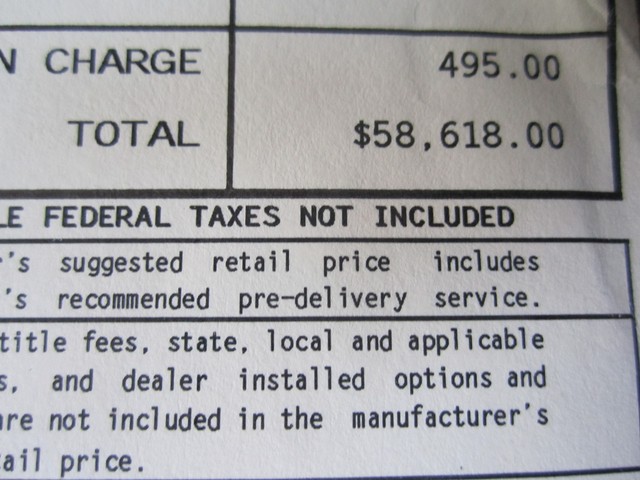 N CHARGE 495.00
TOTAL $58,618.00
LE FEDERAL TAXES NOT INCLUDED
r's suggested retail price includes
's recommended pre-delivery service.
title fees, state, local and applicable
s, and dealer installed options and
are not included in the manufacturer's
ail price.